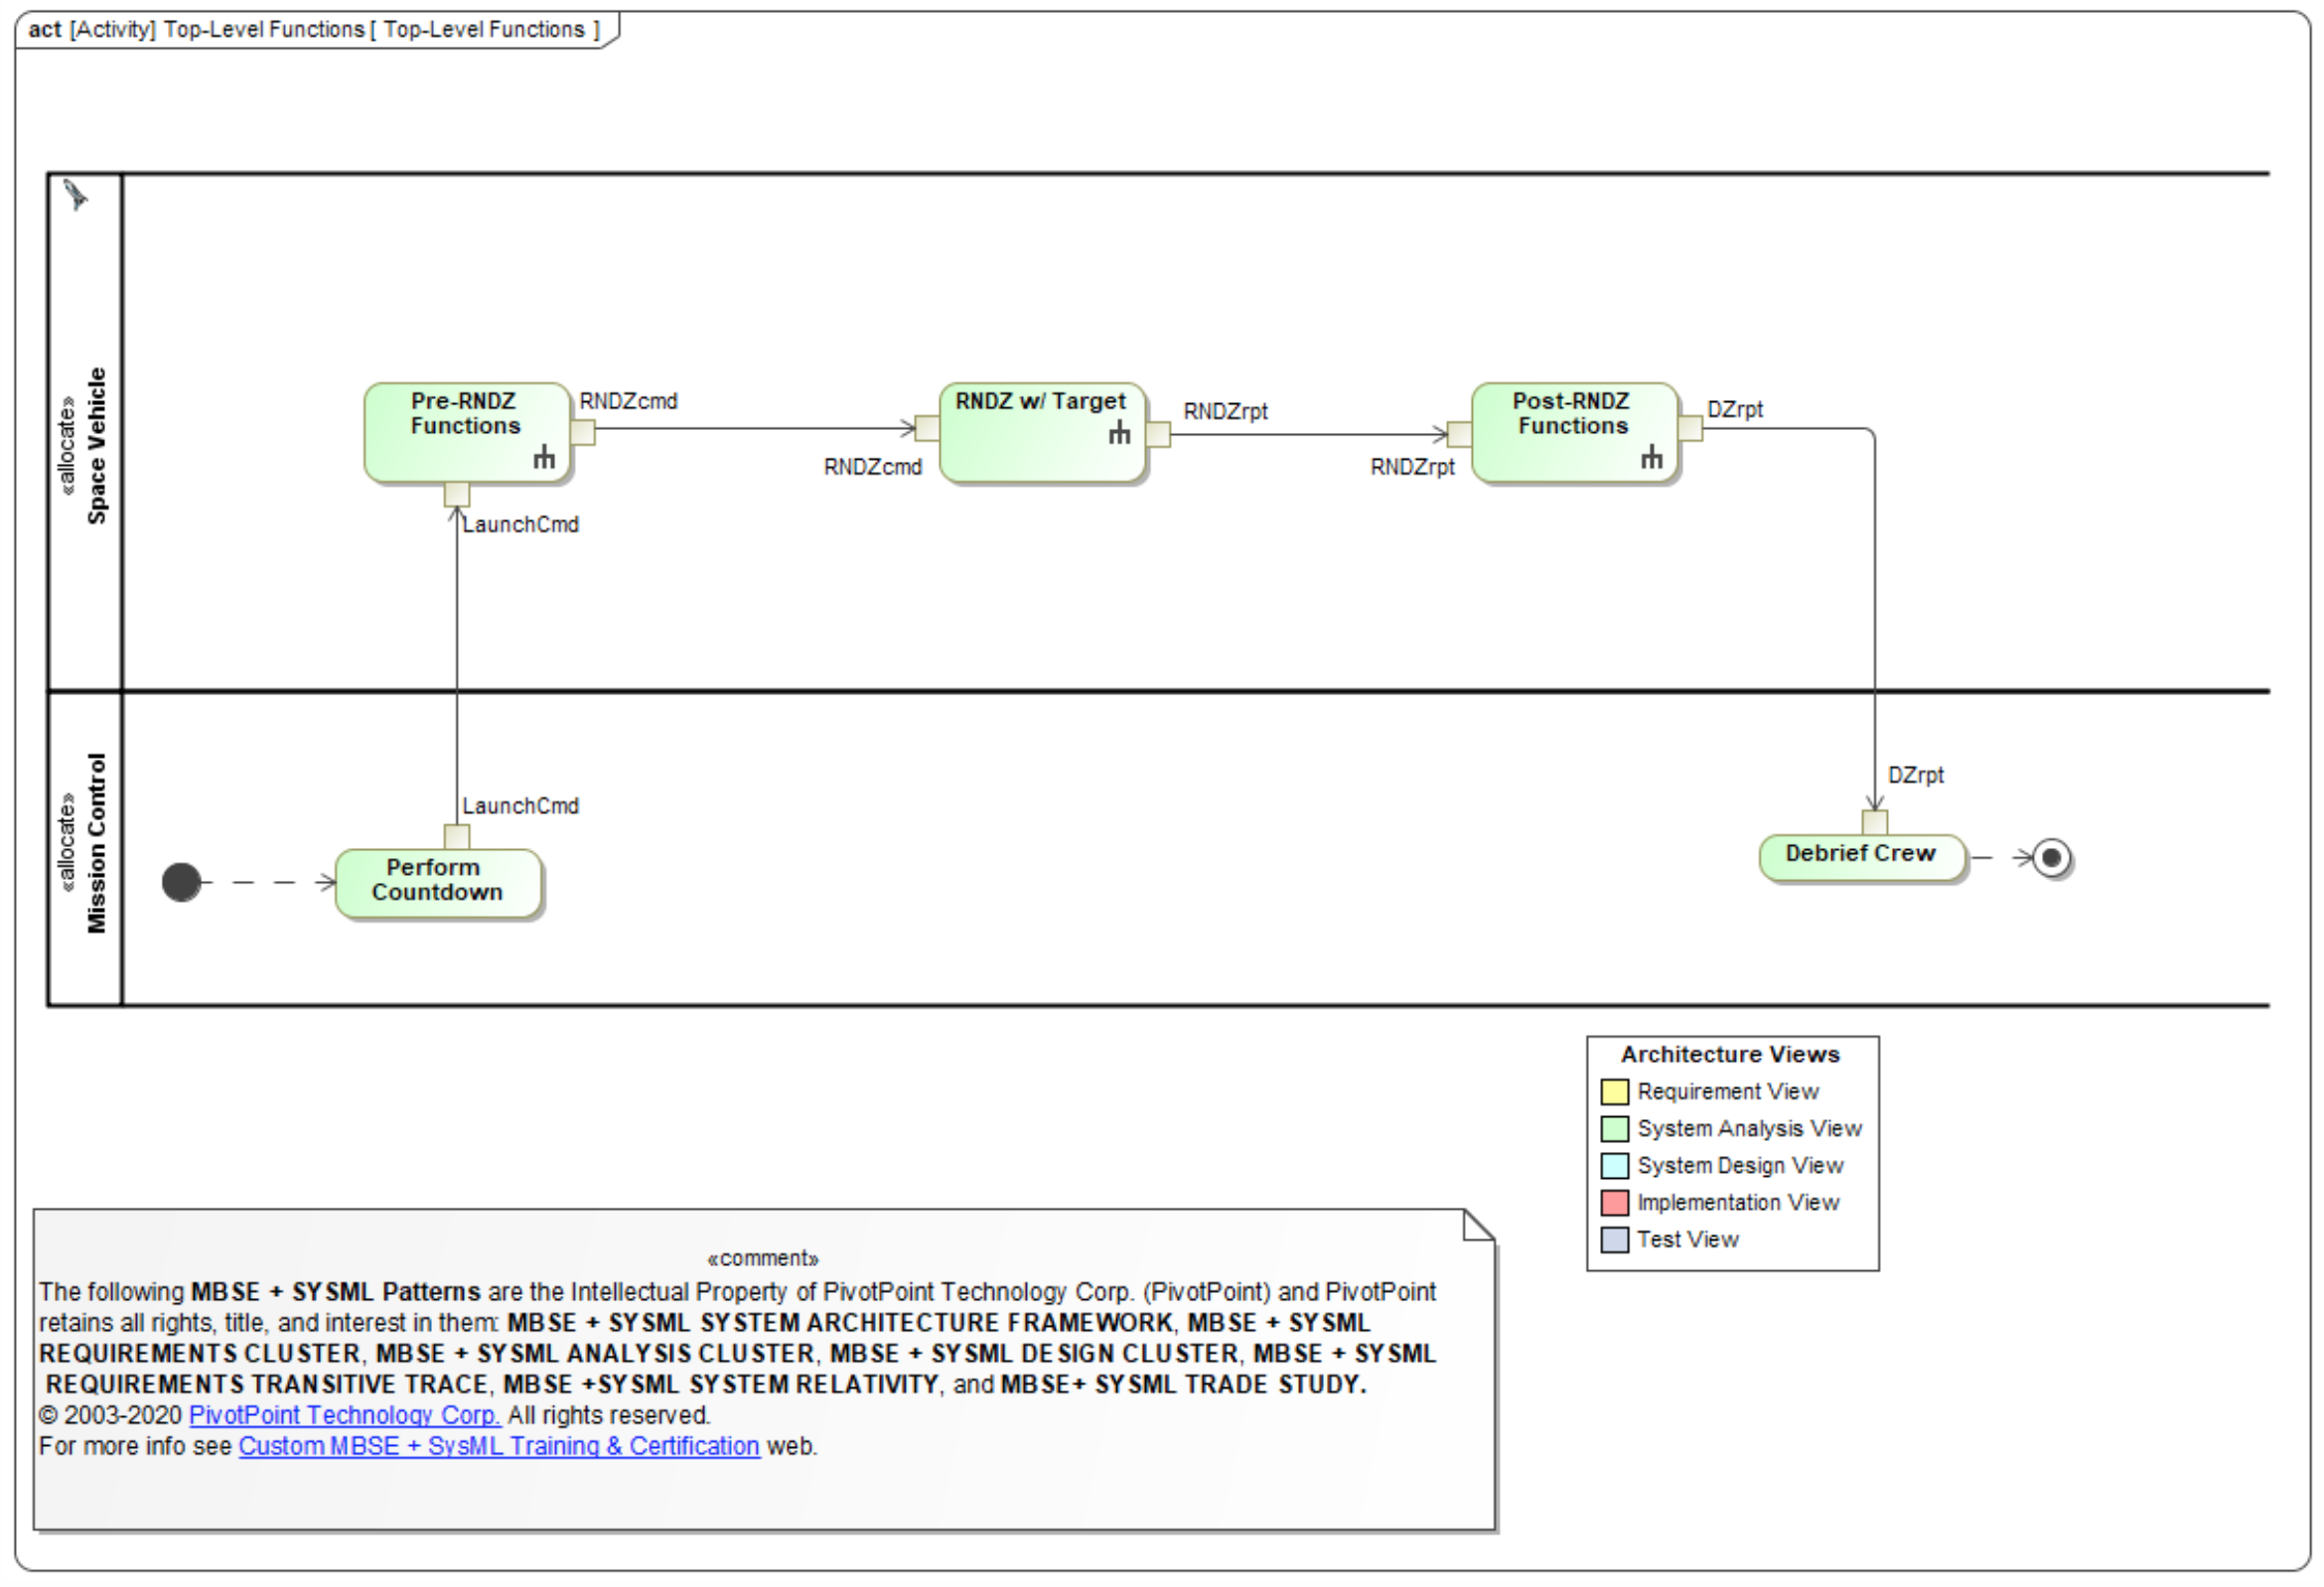 act [Activity] Top-Level Functions [ Top-Level Functions ]
«allocate»
Space Vehicle
Pre-RNDZ
Functions
RNDZcmd
RNDZcmd
LaunchCmd
RNDZ w/ Target
RNDZrpt
RNDZrpt
Post-RNDZ
Functions
DZrpt
«allocate»
Mission Control
LaunchCmd
Perform
Countdown
DZrpt
Debrief Crew
Architecture Views
Requirement View
System Analysis View
System Design View
Implementation View
Test View
«comment»
The following MBSE + SYSML Patterns are the Intellectual Property of PivotPoint Technology Corp. (PivotPoint) and PivotPoint
retains all rights, title, and interest in them: MBSE + SYSML SYSTEM ARCHITECTURE FRAMEWORK, MBSE + SYSML
REQUIREMENTS CLUSTER, MBSE + SYSML ANALYSIS CLUSTER, MBSE + SYSML DESIGN CLUSTER, MBSE + SYSML
REQUIREMENTS TRANSITIVE TRACE, MBSE +SYSML SYSTEM RELATIVITY, and MBSE+ SYSML TRADE STUDY.
© 2003-2020 PivotPoint Technology Corp. All rights reserved.
For more info see Custom MBSE + SysML Training & Certification web.